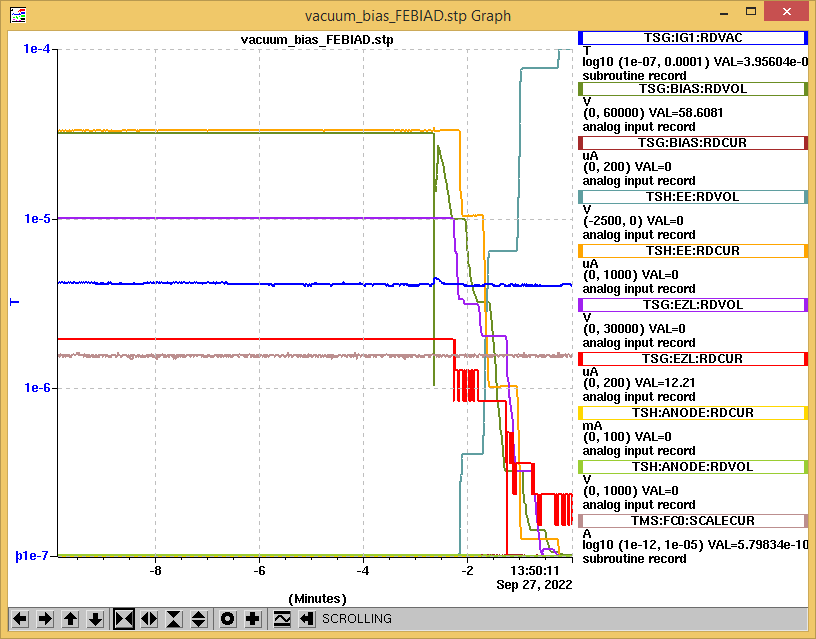 vacuum_bias_FEBIAD.stp Graph
vacuum_bias_FEBIAD.stp
1e-4
1e-5
T
1e-6
þ1e-7
-8
-6
-4
-2
13:50:11
Sep 27, 2022
(Minutes)
TSG:IG1:RDVAC
T
log10 (1e-07, 0.0001) VAL=3.95604e-0
subroutine record
TSG:BIAS:RDVOL
V
(0, 60000) VAL=58.6081
analog input record
TSG:BIAS:RDCUR
uA
(0, 200) VAL=0
analog input record
TSH:EE:RDVOL
V
(-2500, 0) VAL=0
analog input record
TSH:EE:RDCUR
uA
(0, 1000) VAL=0
analog input record
TSG:EZL:RDVOL
V
(0, 30000) VAL=0
analog input record
TSG:EZL:RDCUR
uA
(0, 200) VAL=12.21
analog input record
TSH:ANODE:RDCUR
mA
(0, 100) VAL=0
analog input record
TSH:ANODE:RDVOL
V
(0, 1000) VAL=0
analog input record
TMS:FC0:SCALECUR
A
log10 (1e-12, 1e-05) VAL=5.79834e-10
subroutine record
SCROLLING